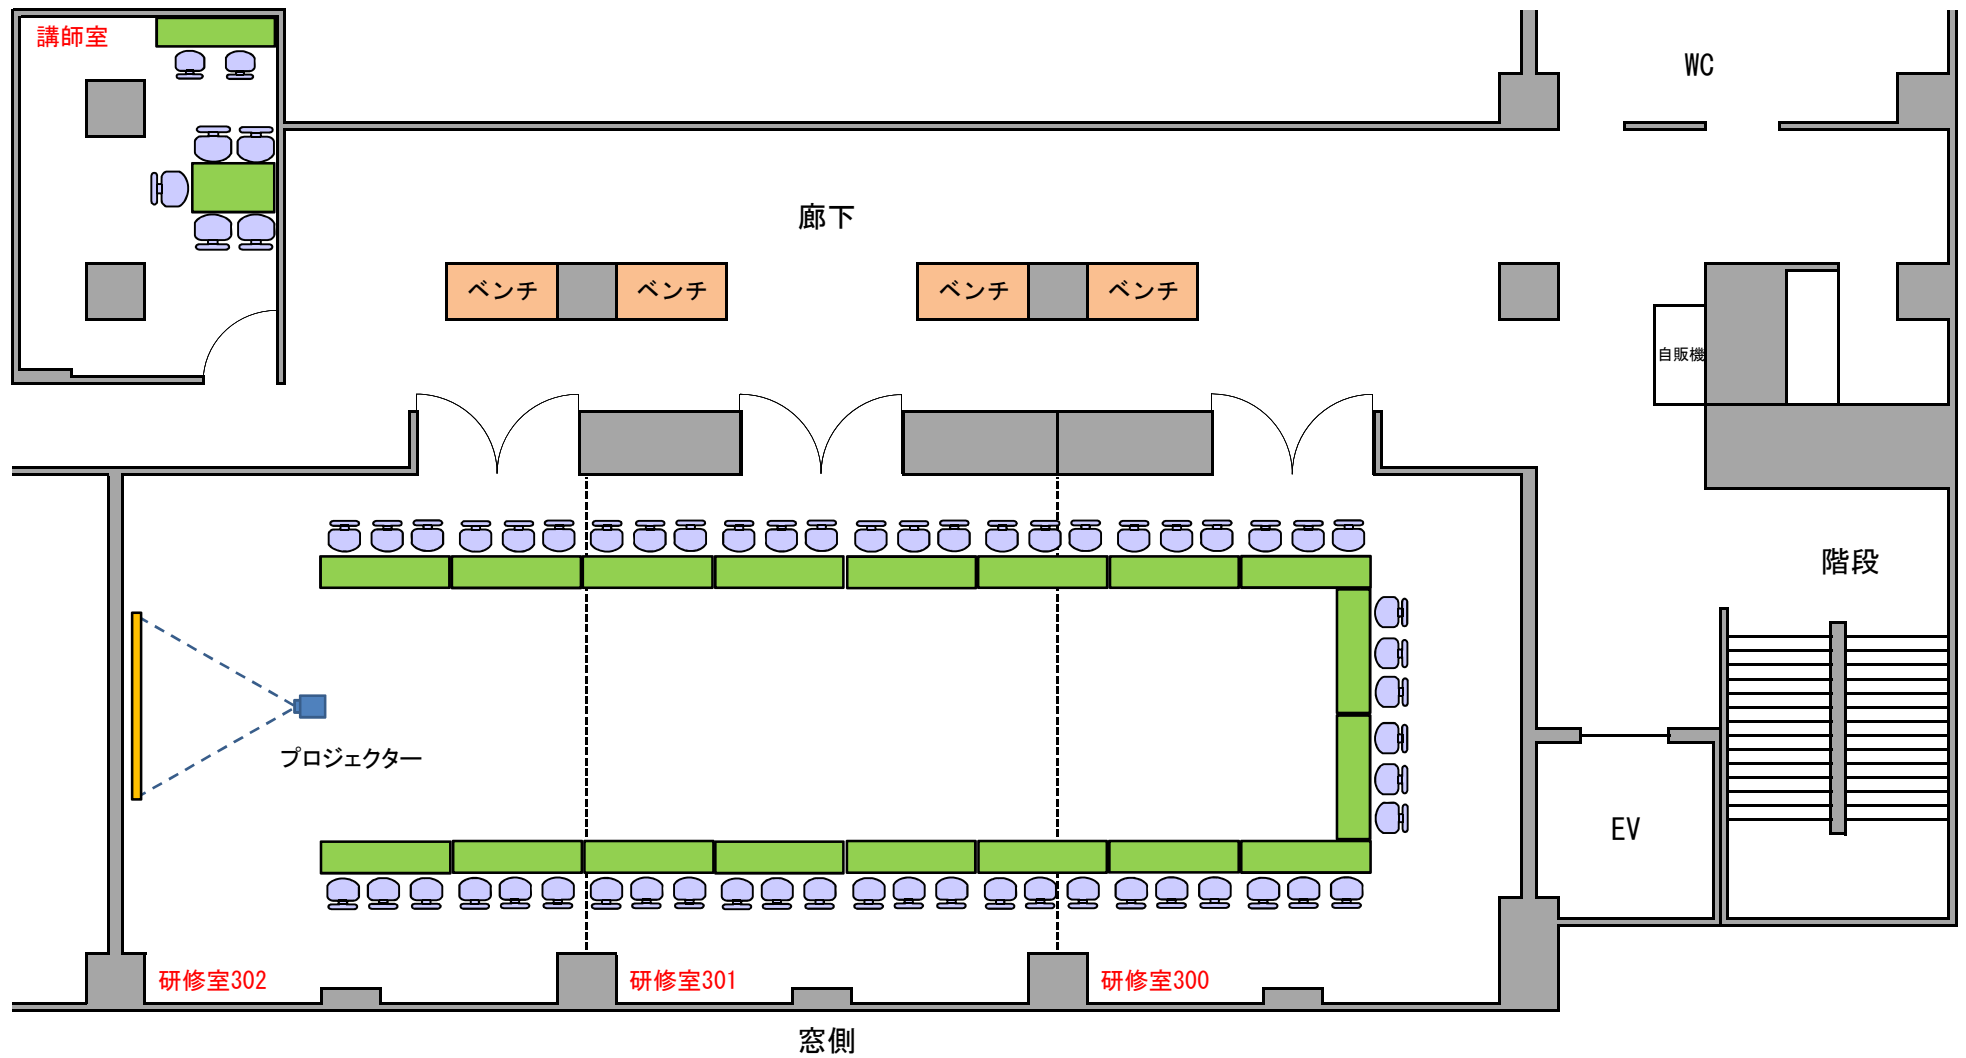 講師室
WC
廊下
ベンチ
ベンチ
ベンチ
ベンチ
自販機
階段
プロジェクター
EV
研修室302
研修室301
研修室300
窓側